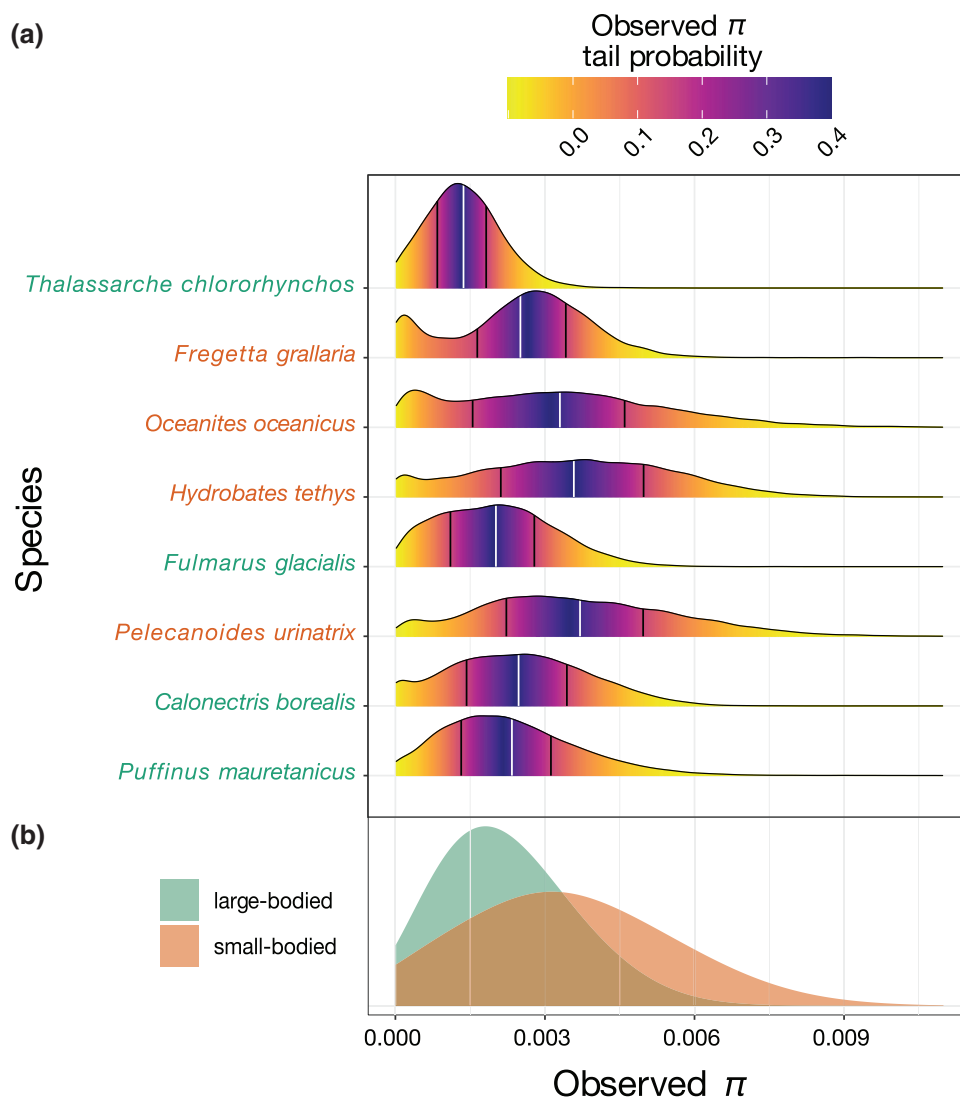 (a)
Observed π
tail probability
0.0 0.1 0.2 0.3 0.4
Thalassarche chlororhynchos
Fregetta grallaria
Oceanites oceanicus
Hydrobates tethys
Fulmarus glacialis
Pelecanoides urinatrix
Calonectris borealis
Puffinus mauretanicus
Species
(b)
large-bodied
small-bodied
0.000 0.003 0.006 0.009
Observed π